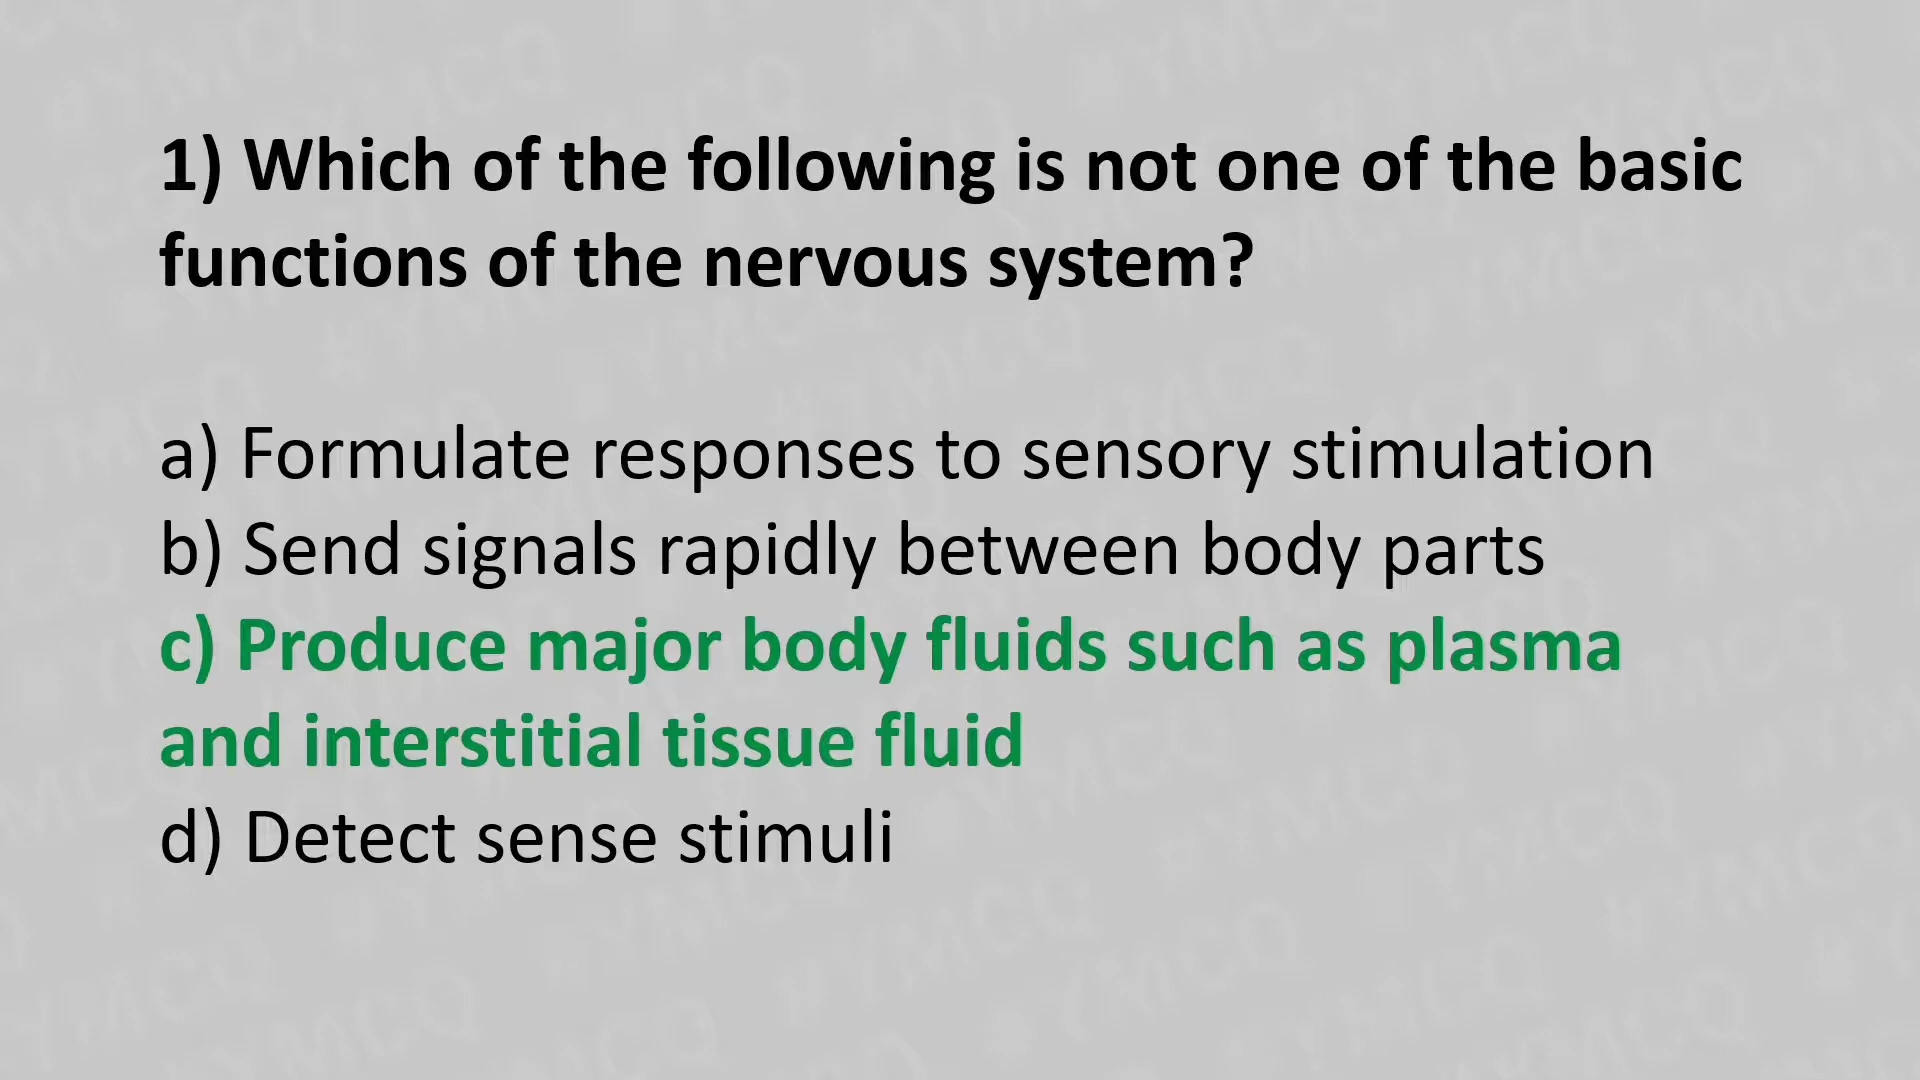 1) Which of the following is not one of the basic
functions of the nervous system?
a) Formulate responses to sensory stimulation
b) Send signals rapidly between body parts
c) Produce major body fluids such as plasma
and interstitial tissue fluid
d) Detect sense stimuli
#YMCQ